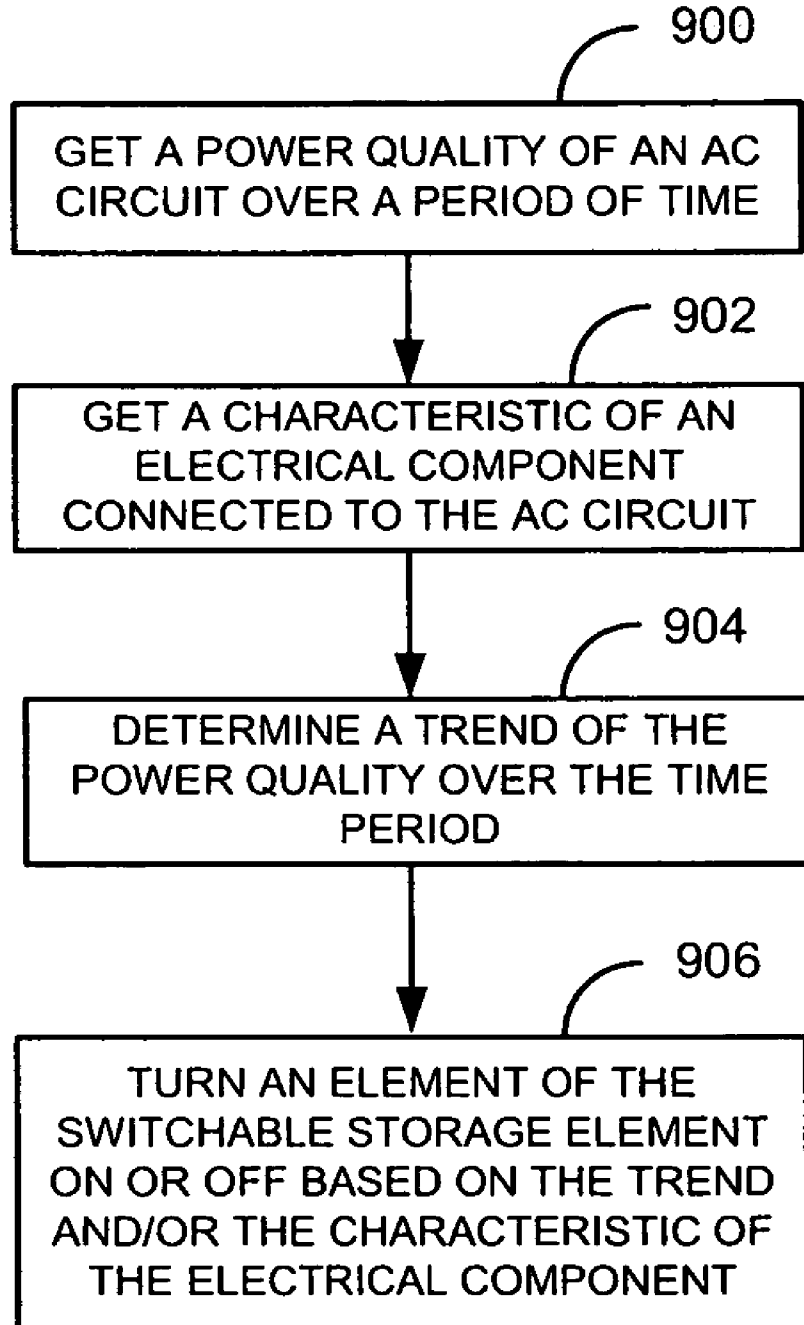 900
GET A POWER QUALITY OF AN AC
CIRCUIT OVER A PERIOD OF TIME
902
GET A CHARACTERISTIC OF AN
ELECTRICAL COMPONENT
CONNECTED TO THE AC CIRCUIT
904
DETERMINE A TREND OF THE
POWER QUALITY OVER THE TIME
PERIOD
906
TURN AN ELEMENT OF THE
SWITCHABLE STORAGE ELEMENT
ON OR OFF BASED ON THE TREND
AND/OR THE CHARACTERISTIC OF
THE ELECTRICAL COMPONENT